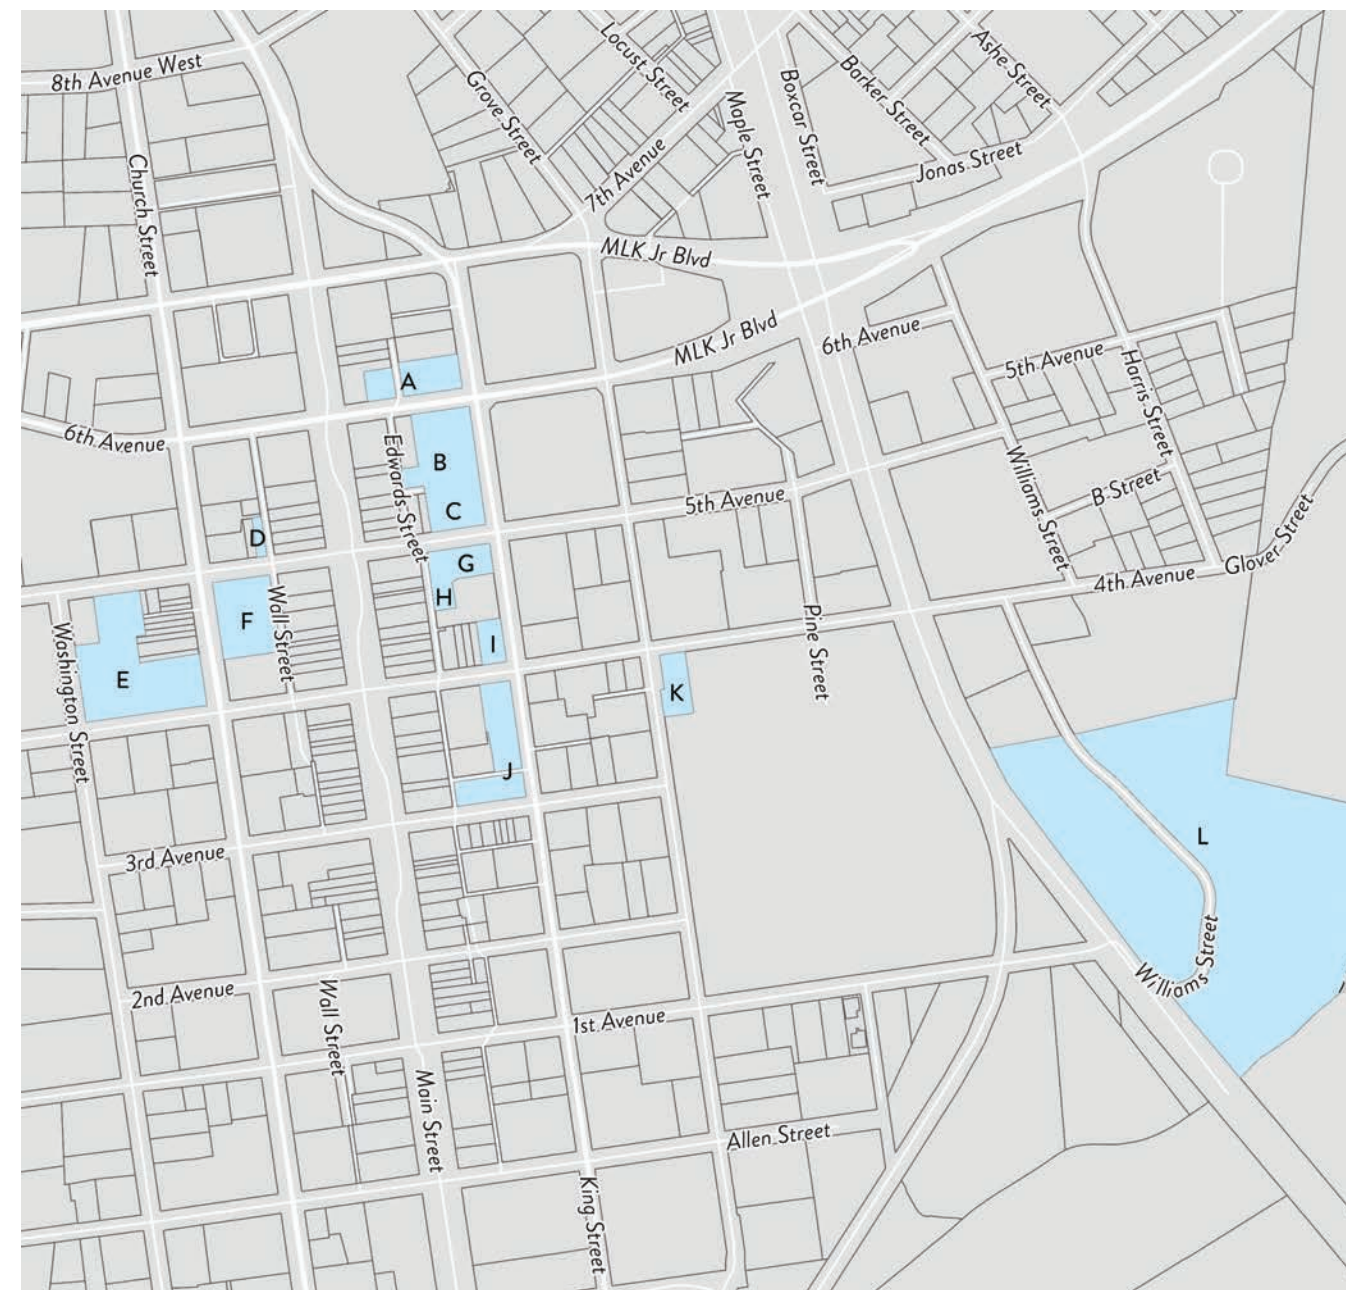 Locust Street
Ashe Street
8th Avenue West
Grove Street
Barker Street
Boxcar Street
Maple Street
7th Avenue
Jonas Street
Church Street
MLK Jr Blvd
MLK Jr Blvd
6th Avenue
5th Avenue
Harris Street
A
6th Avenue
Edwards Street
B
Williams Street
B Street
5th Avenue
C
Glover Street
D
G
4th Avenue
H
Wall Street
F
Pine Street
Washington Street
I
E
K
J
L
3rd Avenue
Williams Street
2nd Avenue
Wall Street
1st Avenue
Main Street
Allen Street
King Street